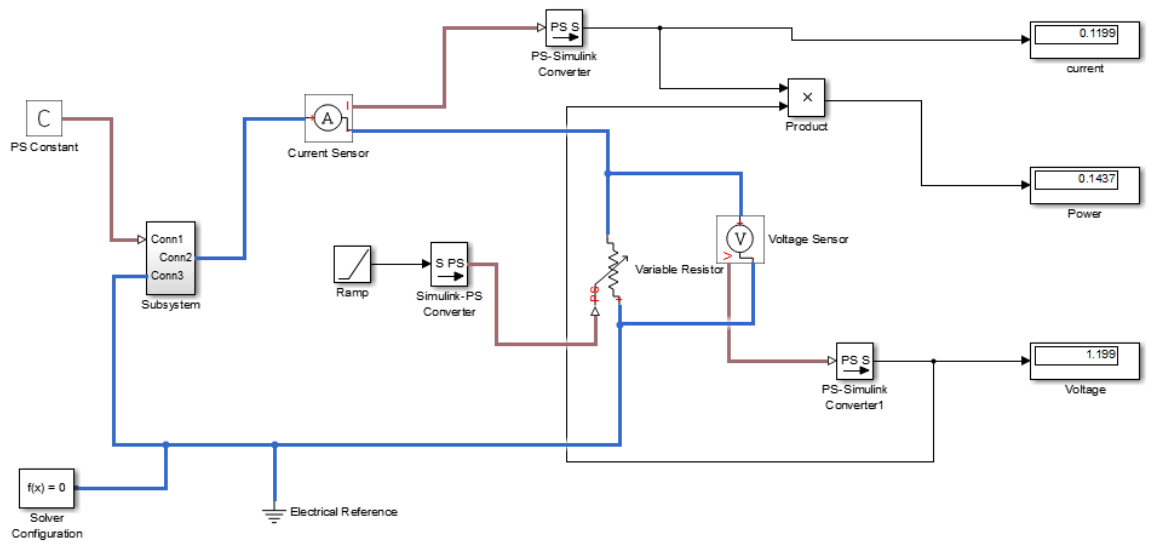 PS S
PS-Simulink
Converter
0.1199
current
C
PS Constant
A
I
Current Sensor
×
Product
0.1437
Power
Conn1
Conn2
Conn3
Subsystem
Ramp
S PS
Simulink-PS
Converter
PS
Variable Resistor
V
V
Voltage Sensor
PS S
PS-Simulink
Converter1
1.199
Voltage
f(x) = 0
Solver
Configuration
Electrical Reference